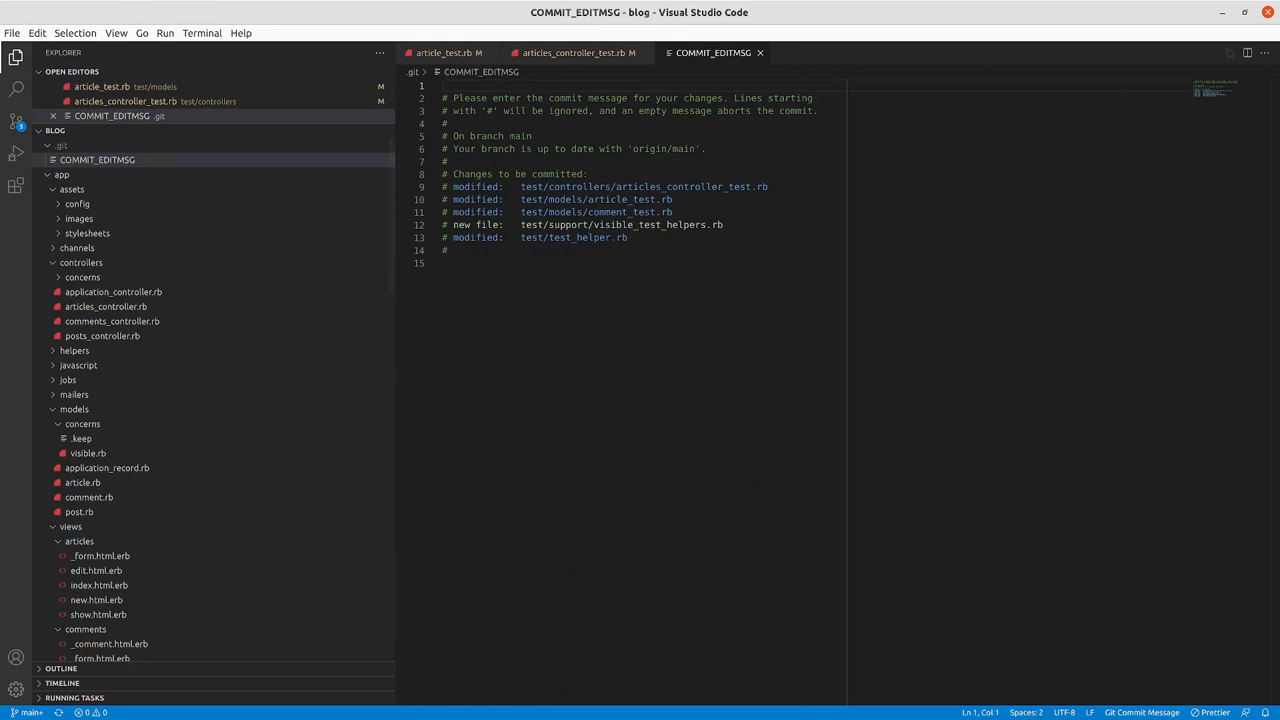 COMMIT_EDITMSG - blog - Visual Studio Code
File Edit Selection View Go Run Terminal Help
EXPLORER
OPEN EDITORS
article_test.rb test/models M
articles_controller_test.rb test/controllers M
COMMIT_EDITMSG .git
BLOG
.git
COMMIT_EDITMSG
app
assets
config
images
stylesheets
channels
controllers
concerns
application_controller.rb
articles_controller.rb
comments_controller.rb
posts_controller.rb
helpers
javascript
jobs
mailers
models
concerns
.keep
visible.rb
application_record.rb
article.rb
comment.rb
post.rb
views
articles
_form.html.erb
edit.html.erb
index.html.erb
new.html.erb
show.html.erb
comments
_comment.html.erb
_form.html.erb
OUTLINE
TIMELINE
RUNNING TASKS
5
article_test.rb M articles_controller_test.rb M COMMIT_EDITMSG
.git COMMIT_EDITMSG
1
2 # Please enter the commit message for your changes. Lines starting
3 # with '#' will be ignored, and an empty message aborts the commit.
4 #
5 # On branch main
6 # Your branch is up to date with 'origin/main'.
7 #
8 # Changes to be committed:
9 # modified: test/controllers/articles_controller_test.rb
10 # modified: test/models/article_test.rb
11 # modified: test/models/comment_test.rb
12 # new file: test/support/visible_test_helpers.rb
13 # modified: test/test_helper.rb
14 #
15
main+ 0 0 Ln 1, Col 1 Spaces: 2 UTF-8 LF Git Commit Message Prettier